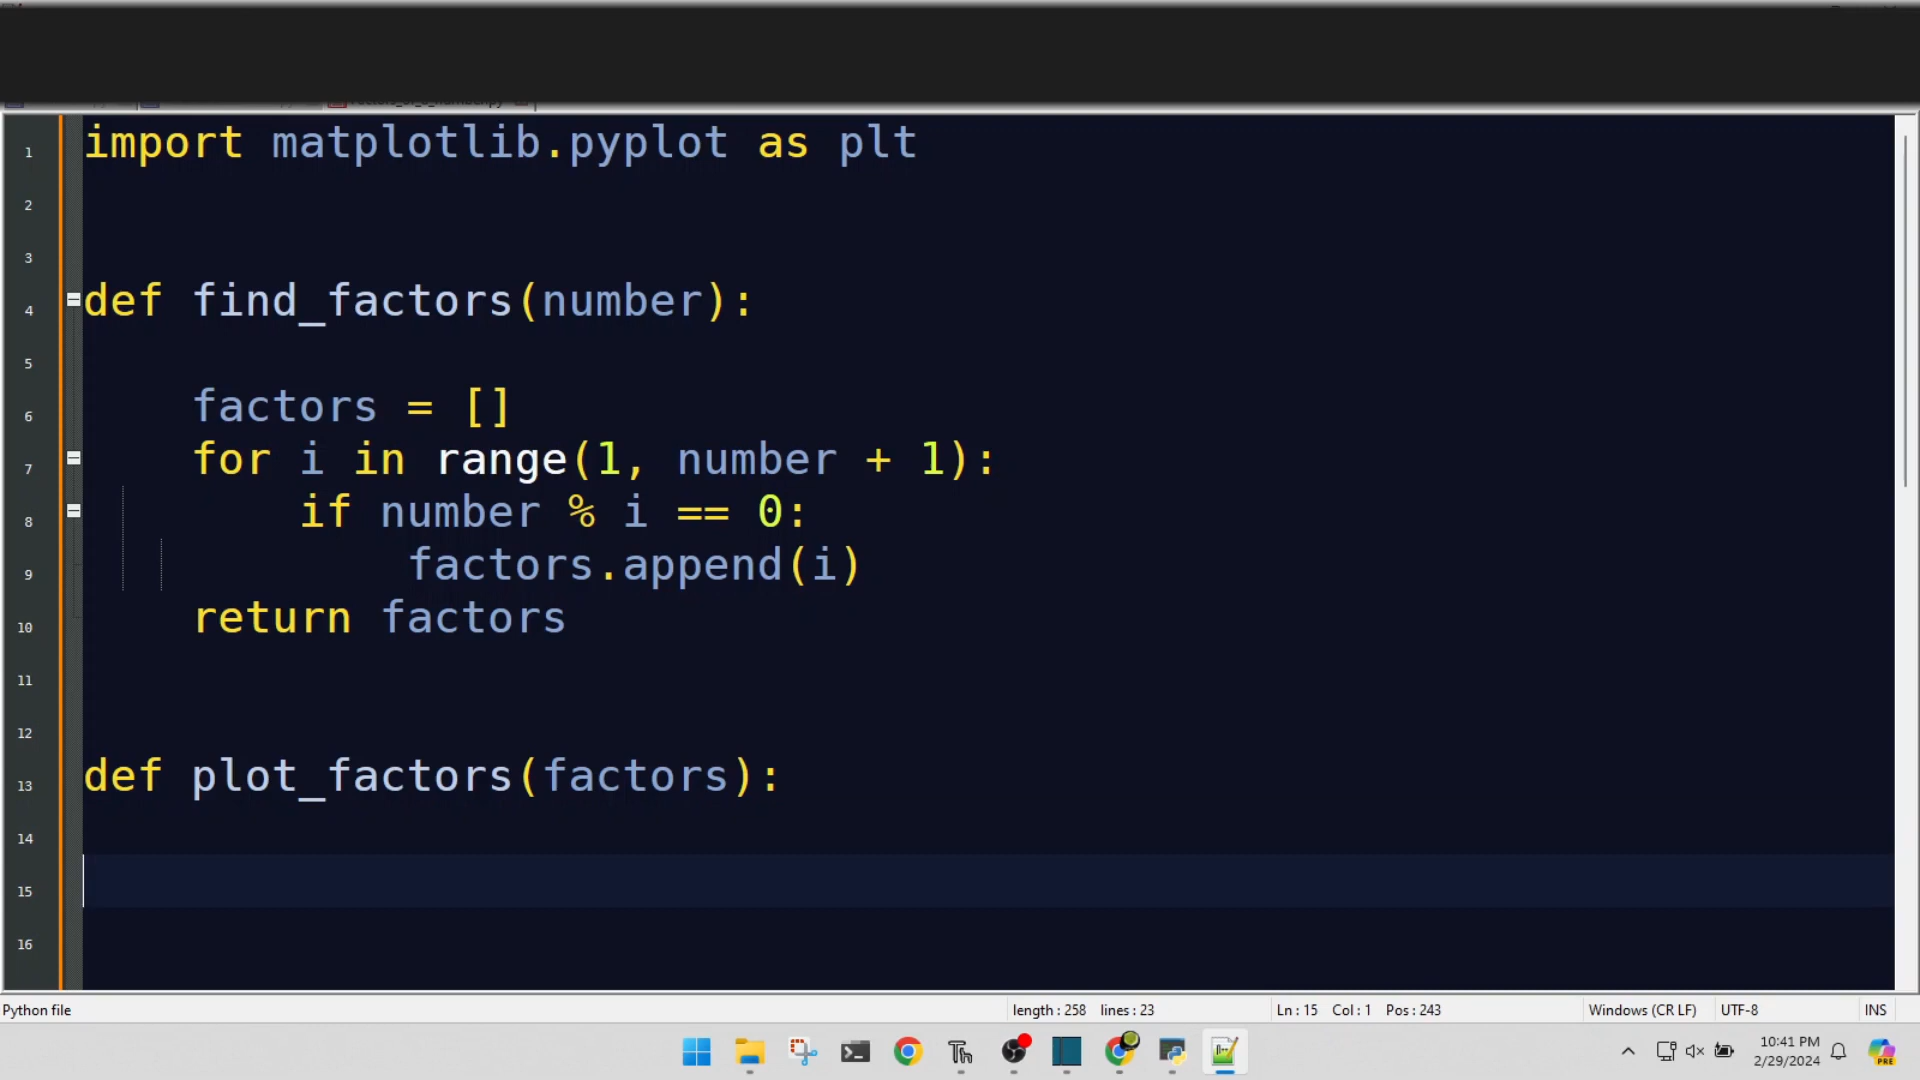 1 import matplotlib.pyplot as plt
2
3
4 def find_factors(number):
5
6 factors = []
7 for i in range(1, number + 1):
8 if number % i == 0:
9 factors.append(i)
10 return factors
11
12
13 def plot_factors(factors):
14
15
16
Python file length : 258 lines : 23 Ln : 15 Col : 1 Pos : 243 Windows (CR LF) UTF-8 INS
Th 10:41 PM
2/29/2024 PRE